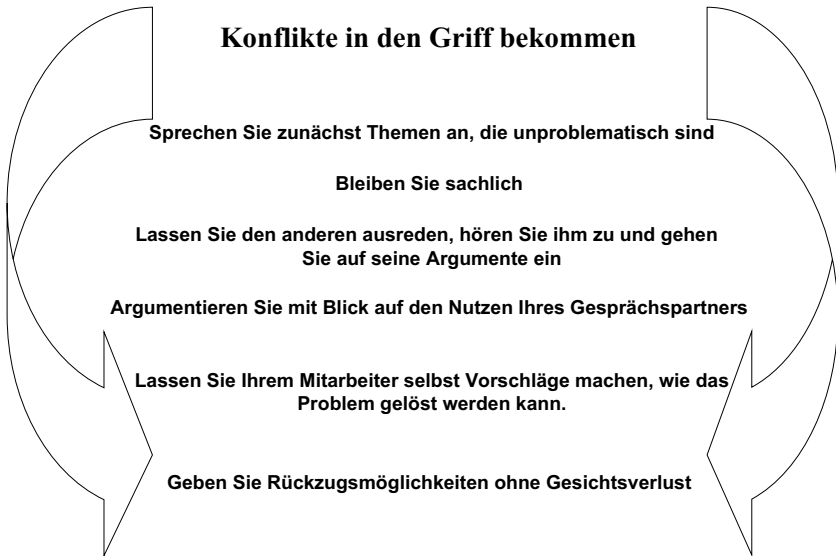 Konflikte in den Griff bekommen
Sprechen Sie zunächst Themen an, die unproblematisch sind
Bleiben Sie sachlich
Lassen Sie den anderen ausreden, hören Sie ihm zu und gehen
Sie auf seine Argumente ein
Argumentieren Sie mit Blick auf den Nutzen Ihres Gesprächspartners
Lassen Sie Ihrem Mitarbeiter selbst Vorschläge machen, wie das
Problem gelöst werden kann.
Geben Sie Rückzugsmöglichkeiten ohne Gesichtsverlust